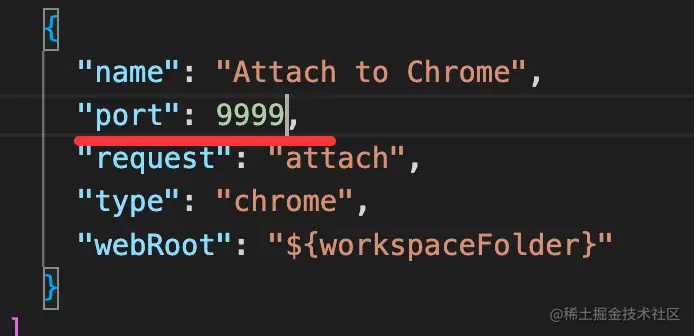 {
"name": "Attach to Chrome",
"port": 9999,
"request": "attach",
"type": "chrome",
"webRoot": "${workspaceFolder}"
}
]
@稀土掘金技术社区